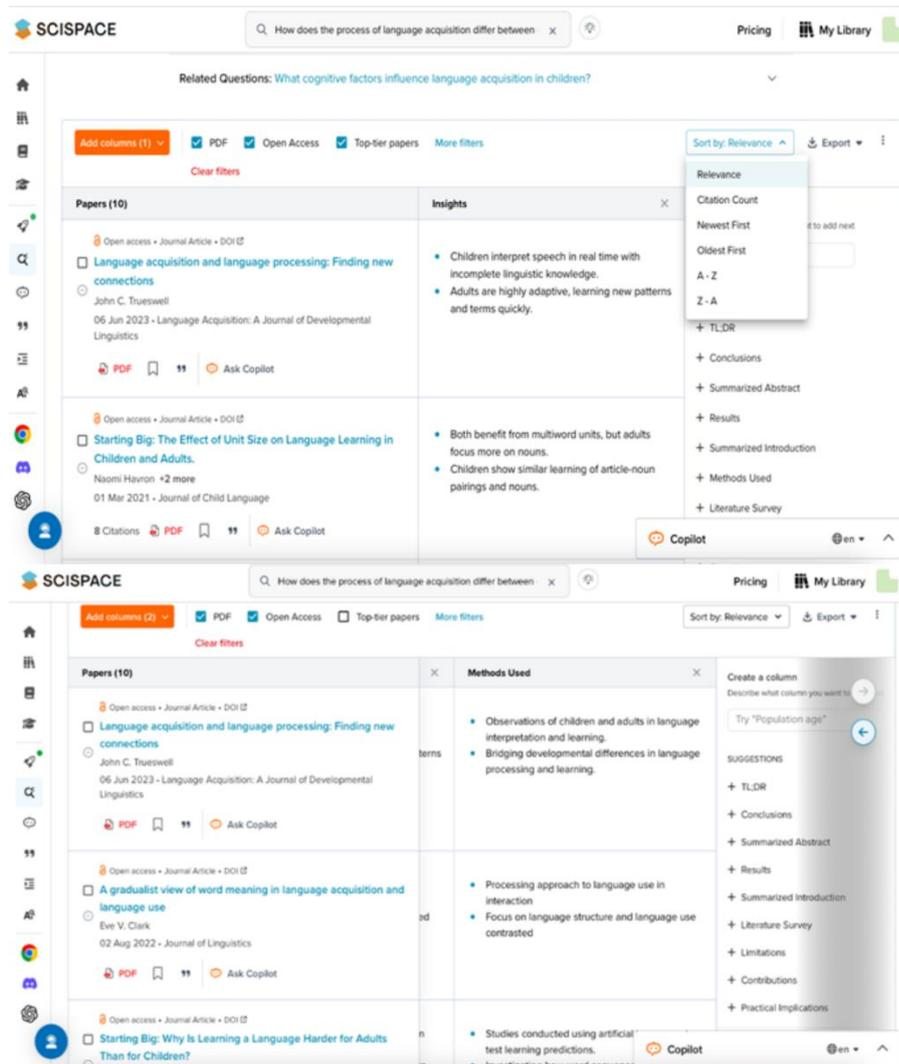 SCISPACE
How does the process of language acquisition differ between
Pricing
My Library
Related Questions: What cognitive factors influence language acquisition in children?
Add columns (1)
PDF
Open Access
Top-tier papers
More filters
Sort by: Relevance
Export
Clear filters
Relevance
Citation Count
Newest First
Oldest First
A - Z
Z - A
Papers (10)
Insights
Open access • Journal Article • DOI
Language acquisition and language processing: Finding new
connections
John C. Trueswell
06 Jun 2023 - Language Acquisition: A Journal of Developmental
Linguistics
PDF
Ask Copilot
• Children interpret speech in real time with
incomplete linguistic knowledge.
• Adults are highly adaptive, learning new patterns
and terms quickly.
t to add next
+ TL;DR
+ Conclusions
+ Summarized Abstract
+ Results
+ Summarized Introduction
+ Methods Used
+ Literature Survey
Open access • Journal Article • DOI
Starting Big: The Effect of Unit Size on Language Learning in
Children and Adults.
Naomi Havron +2 more
01 Mar 2021 - Journal of Child Language
8 Citations
PDF
Ask Copilot
• Both benefit from multiword units, but adults
focus more on nouns.
• Children show similar learning of article-noun
pairings and nouns.
Copilot
en
SCISPACE
How does the process of language acquisition differ between
Pricing
My Library
Add columns (2)
PDF
Open Access
Top-tier papers
More filters
Sort by: Relevance
Export
Clear filters
Papers (10)
Methods Used
Create a column
Describe what column you want to
Try "Population age"
SUGGESTIONS
+ TL;DR
+ Conclusions
+ Summarized Abstract
+ Results
+ Summarized Introduction
+ Literature Survey
+ Limitations
+ Contributions
+ Practical Implications
Open access • Journal Article • DOI
Language acquisition and language processing: Finding new
connections
John C. Trueswell
06 Jun 2023 - Language Acquisition: A Journal of Developmental
Linguistics
PDF
Ask Copilot
terns
• Observations of children and adults in language
interpretation and learning.
• Bridging developmental differences in language
processing and learning.
Open access • Journal Article • DOI
A gradualist view of word meaning in language acquisition and
language use
Eve V. Clark
02 Aug 2022 - Journal of Linguistics
PDF
Ask Copilot
ed
• Processing approach to language use in
interaction
• Focus on language structure and language use
contrasted
Open access • Journal Article • DOI
Starting Big: Why Is Learning a Language Harder for Adults
Than for Children?
n
• Studies conducted using artificial
test learning predictions.
Copilot
en